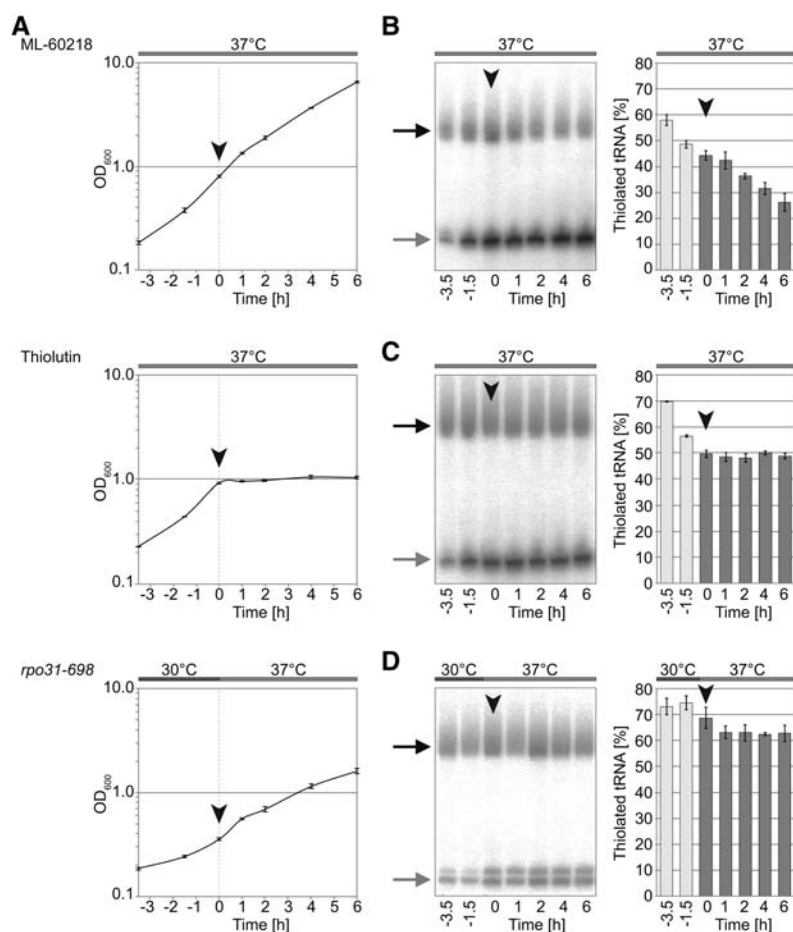 A
ML-60218
37°C
10.0
1.0
0.1
OD600
-3 -2 -1 0 1 2 3 4 5 6
Time [h]
B
37°C
-3.5 -1.5 0 1 2 4 6
Time [h]
37°C
Thiolated tRNA [%]
80
70
60
50
40
30
20
10
0
-3.5 -1.5 0 1 2 4 6
Time [h]
Thiolutin
37°C
10.0
1.0
0.1
OD600
-3 -2 -1 0 1 2 3 4 5 6
Time [h]
C
37°C
-3.5 -1.5 0 1 2 4 6
Time [h]
37°C
Thiolated tRNA [%]
80
70
60
50
40
30
20
10
0
-3.5 -1.5 0 1 2 4 6
Time [h]
rpo31-698
30°C 37°C
10.0
1.0
0.1
OD600
-3 -2 -1 0 1 2 3 4 5 6
Time [h]
D
30°C 37°C
-3.5 -1.5 0 1 2 4 6
Time [h]
30°C 37°C
Thiolated tRNA [%]
80
70
60
50
40
30
20
10
0
-3.5 -1.5 0 1 2 4 6
Time [h]